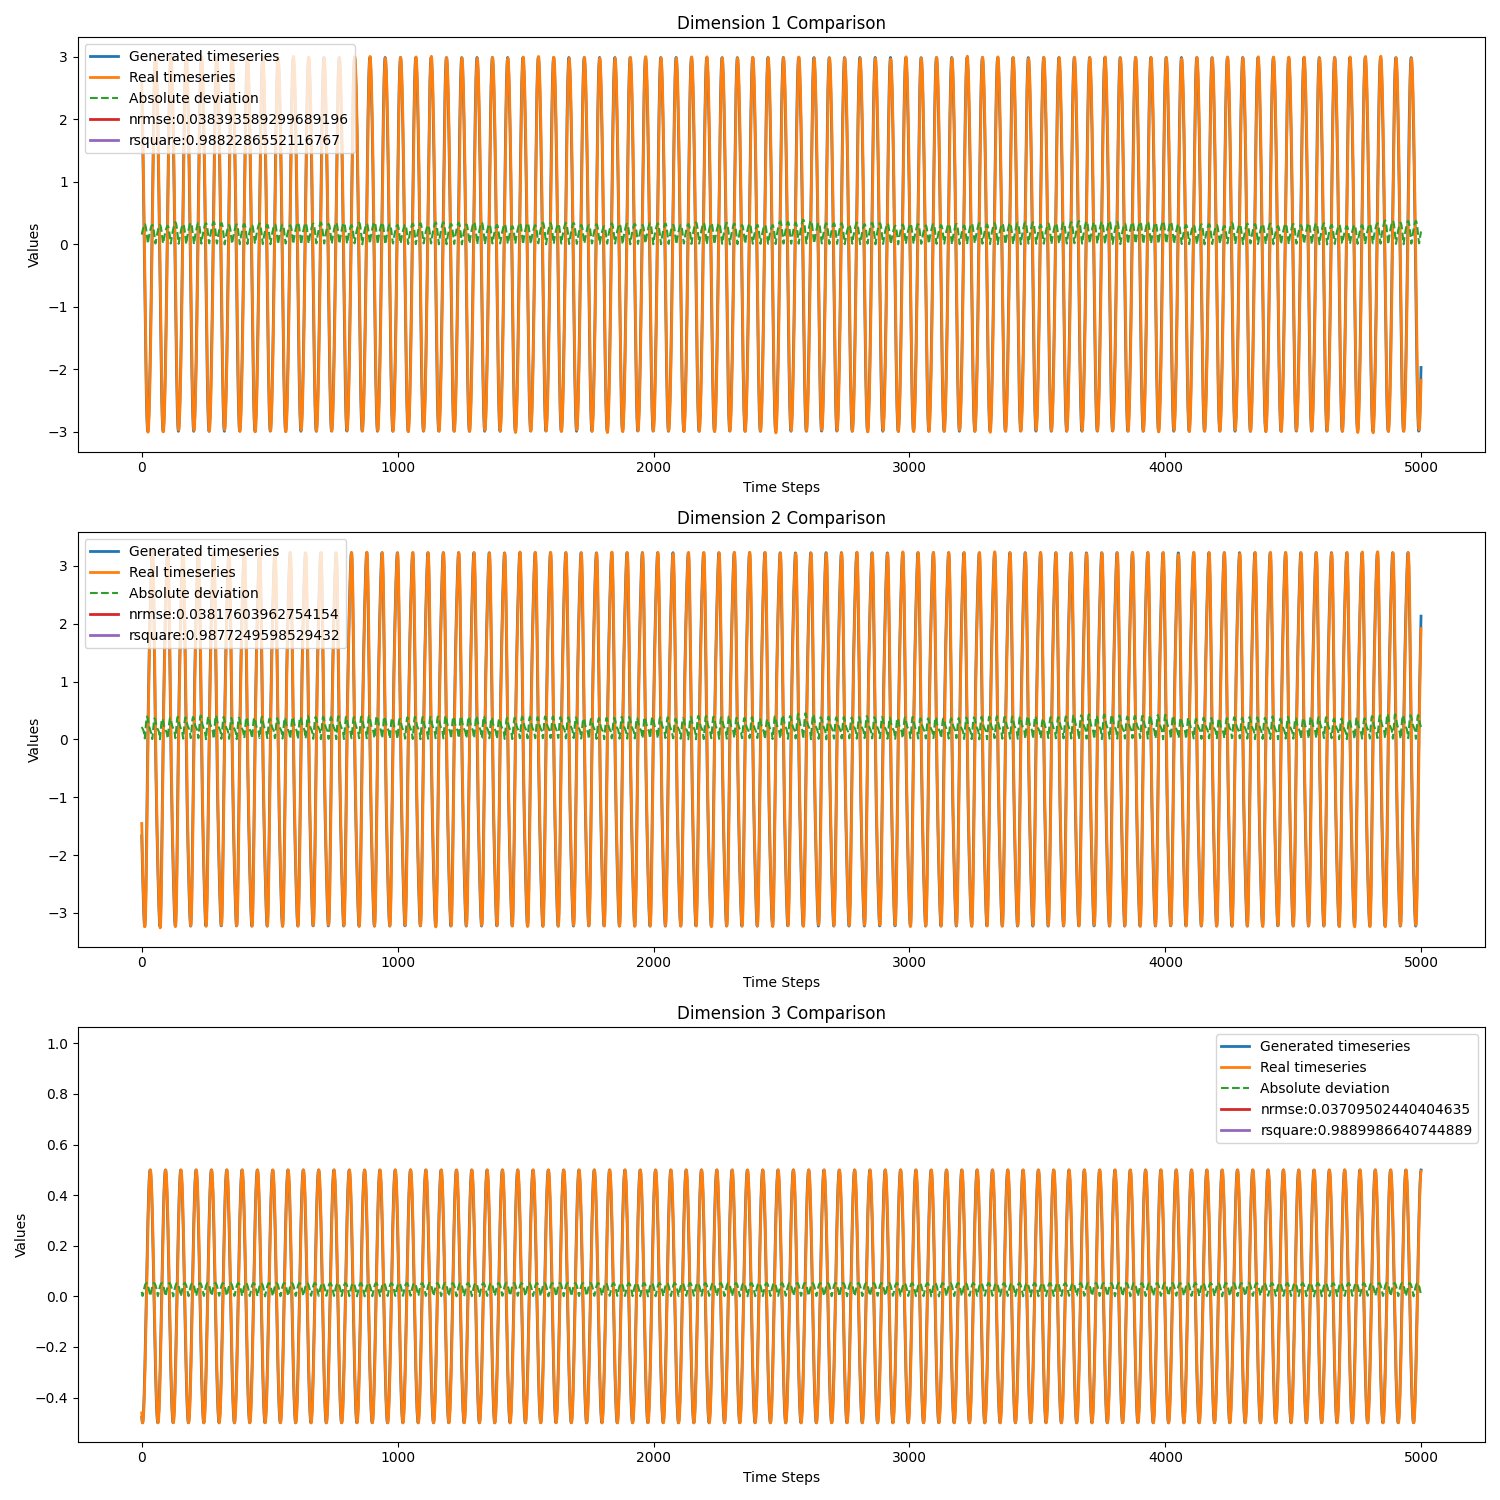 Dimension 1 Comparison
Generated timeseries
Real timeseries
Absolute deviation
nrmse:0.038393589299689196
rsquare:0.9882286552116767
3
2
1
0
−1
−2
−3
Values
0 1000 2000 3000 4000 5000
Time Steps
Dimension 2 Comparison
Generated timeseries
Real timeseries
Absolute deviation
nrmse:0.03817603962754154
rsquare:0.9877249598529432
3
2
1
0
−1
−2
−3
Values
0 1000 2000 3000 4000 5000
Time Steps
Dimension 3 Comparison
Generated timeseries
Real timeseries
Absolute deviation
nrmse:0.03709502440404635
rsquare:0.9889986640744889
1.0
0.8
0.6
0.4
0.2
0.0
−0.2
−0.4
Values
0 1000 2000 3000 4000 5000
Time Steps